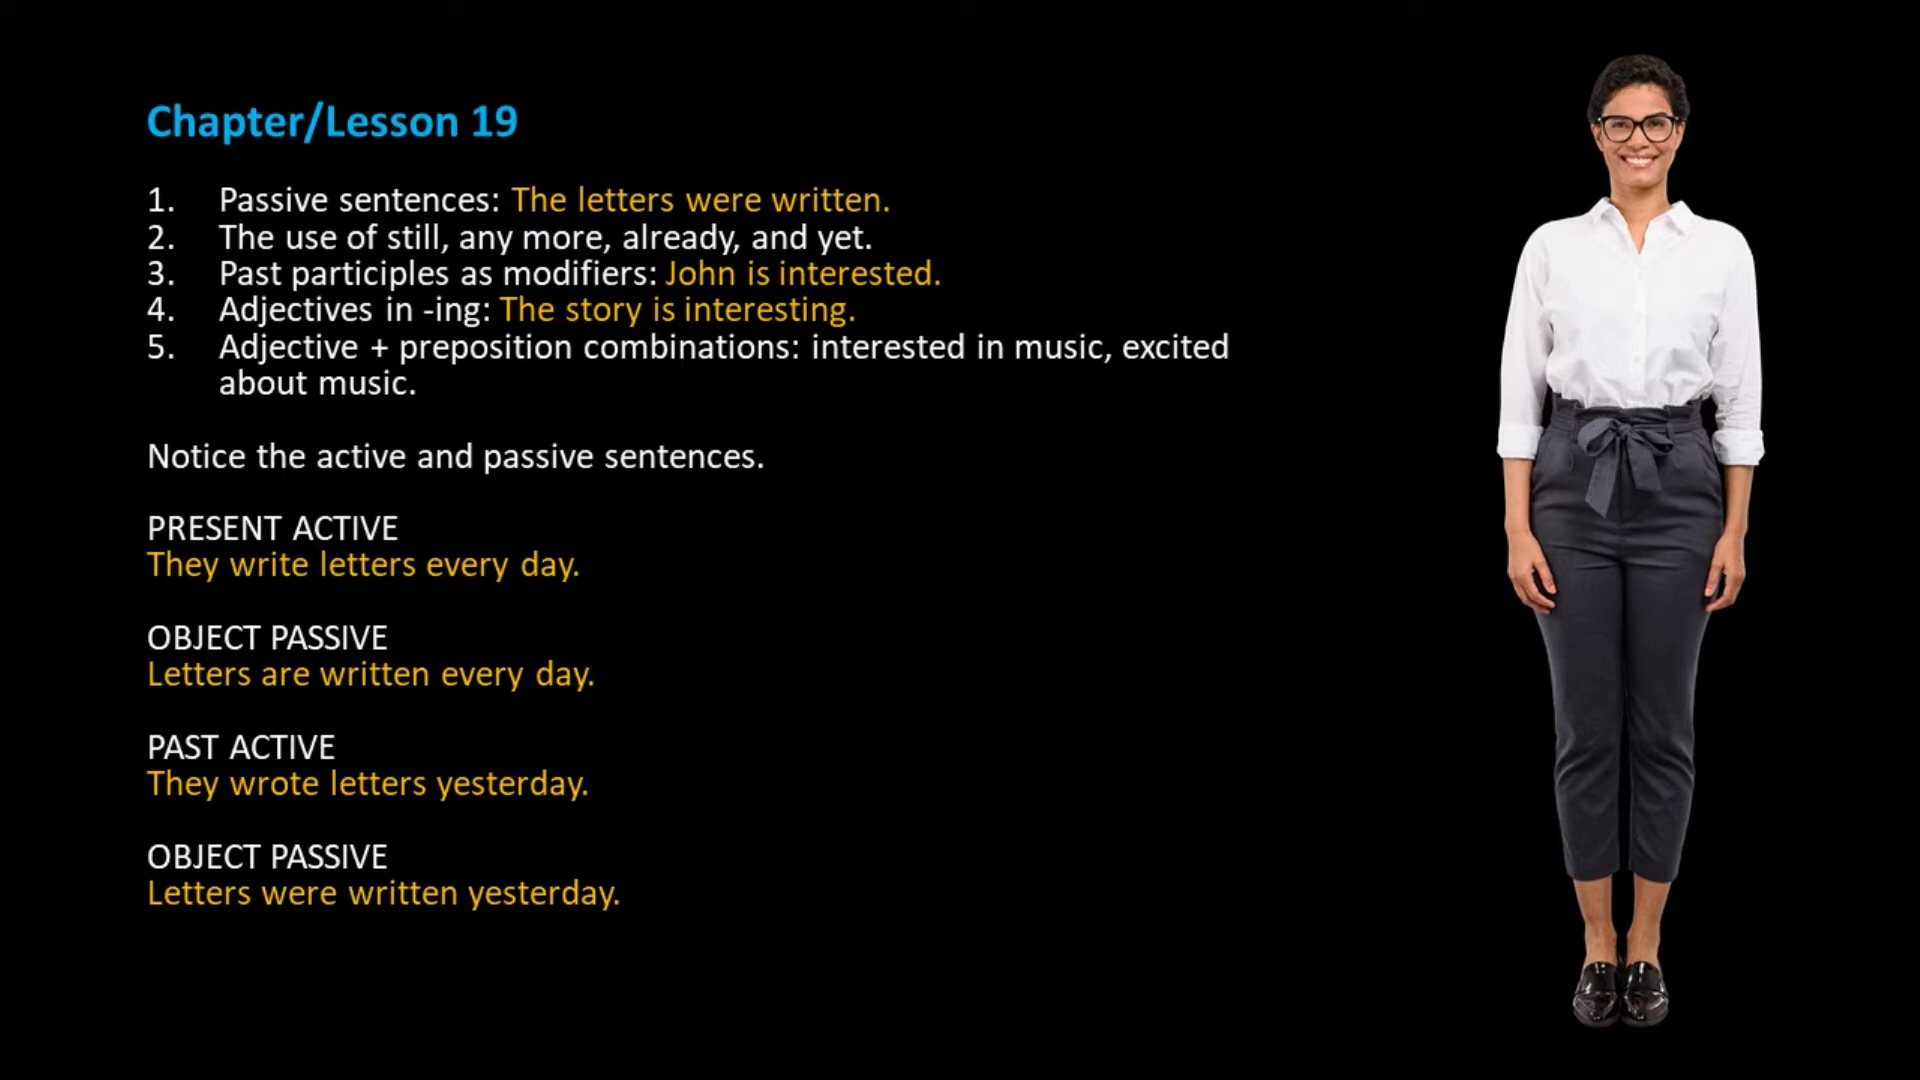 Chapter/Lesson 19
1. Passive sentences: The letters were written.
2. The use of still, any more, already, and yet.
3. Past participles as modifiers: John is interested.
4. Adjectives in -ing: The story is interesting.
5. Adjective + preposition combinations: interested in music, excited
about music.
Notice the active and passive sentences.
PRESENT ACTIVE
They write letters every day.
OBJECT PASSIVE
Letters are written every day.
PAST ACTIVE
They wrote letters yesterday.
OBJECT PASSIVE
Letters were written yesterday.